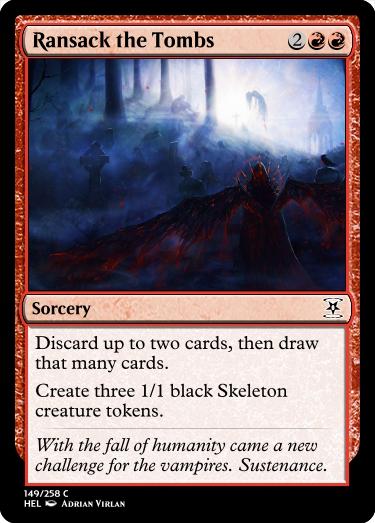 Ransack the Tombs 2
Sorcery
Discard up to two cards, then draw
that many cards.
Create three 1/1 black Skeleton
creature tokens.
With the fall of humanity came a new
challenge for the vampires. Sustenance.
149/258 C
HEL Adrian Virlan